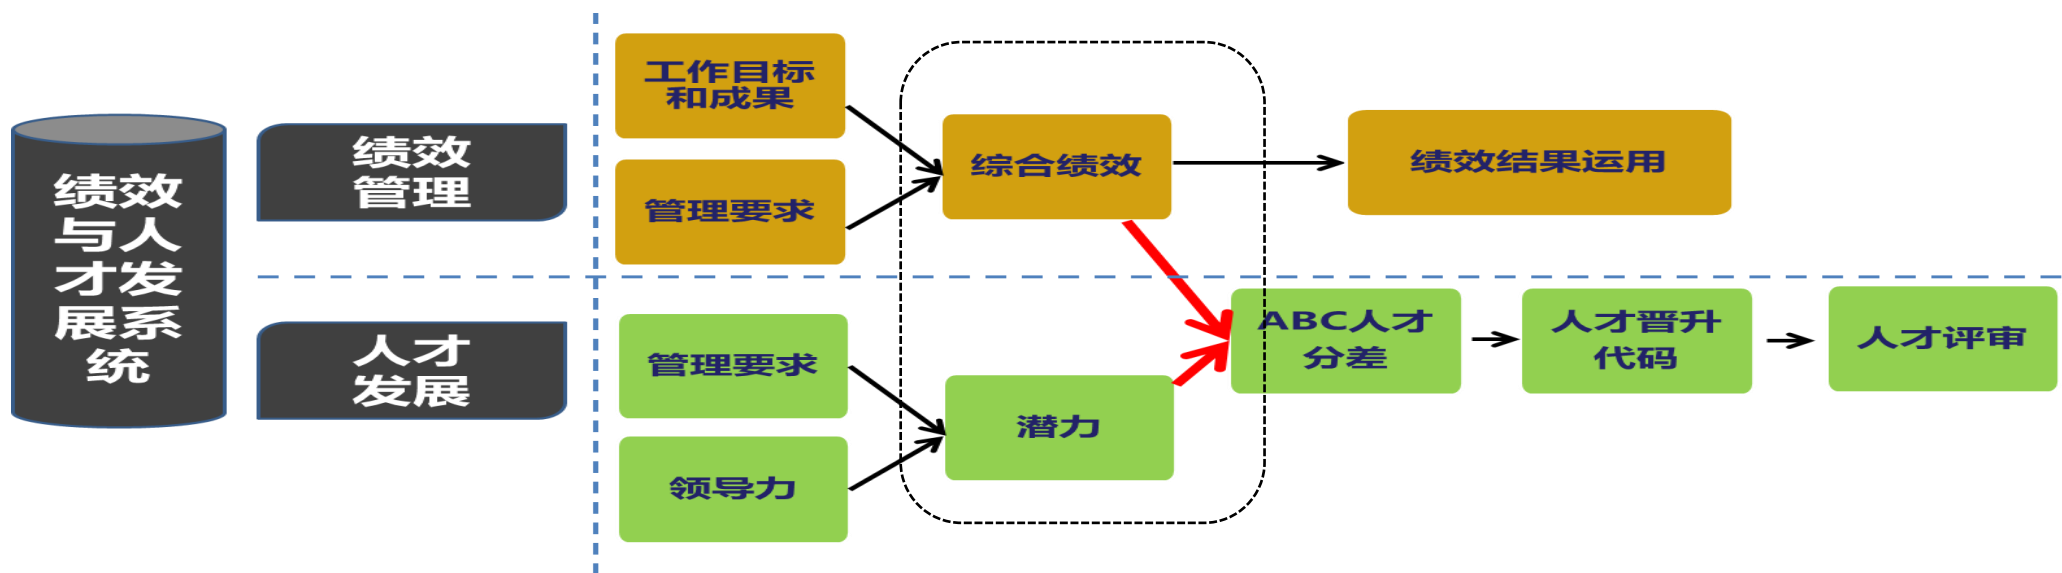 绩效
与人
才发
展系
统
绩效
管理
人才
发展
工作目标
和成果
管理要求
综合绩效
绩效结果运用
管理要求
领导力
潜力
ABC人才
分差
人才晋升
代码
人才评审